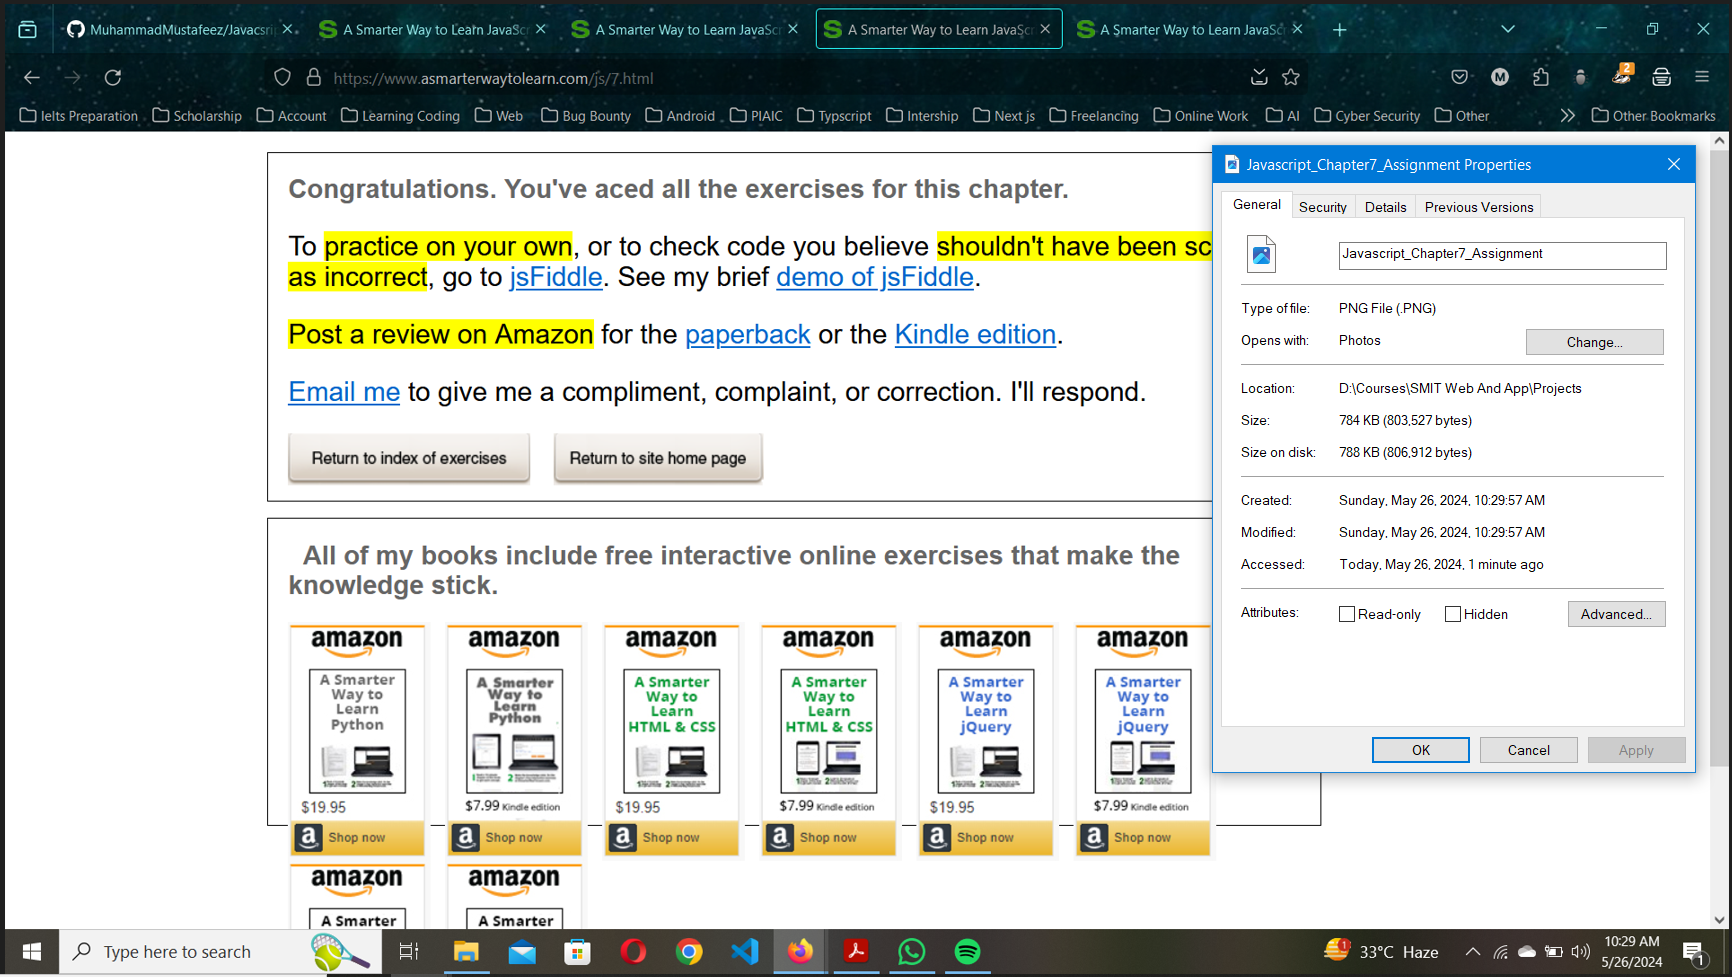 MuhammadMustafeez/Javacsri
A Smarter Way to Learn JavaScr
A Smarter Way to Learn JavaScr
A Smarter Way to Learn JavaScr
A Smarter Way to Learn JavaScr
https://www.asmarterwaytolearn.com/js/7.html
M
2
Ielts Preparation
Scholarship
Account
Learning Coding
Web
Bug Bounty
Android
PIAIC
Typscript
Intership
Next js
Freelancing
Online Work
AI
Cyber Security
Other
Other Bookmarks
Congratulations. You've aced all the exercises for this chapter.
To practice on your own, or to check code you believe shouldn't have been sc
as incorrect, go to jsFiddle. See my brief demo of jsFiddle.
Post a review on Amazon for the paperback or the Kindle edition.
Email me to give me a compliment, complaint, or correction. I'll respond.
Return to index of exercises
Return to site home page
All of my books include free interactive online exercises that make the
knowledge stick.
amazon
A Smarter
Way to
Learn
Python
$19.95
a Shop now
amazon
A Smarter
Way to
Learn
Python
$7.99 Kindle edition
a Shop now
amazon
A Smarter
Way to
Learn
HTML & CSS
$19.95
a Shop now
amazon
A Smarter
Way to
Learn
HTML & CSS
$7.99 Kindle edition
a Shop now
amazon
A Smarter
Way to
Learn
jQuery
$19.95
a Shop now
amazon
A Smarter
Way to
Learn
jQuery
$7.99 Kindle edition
a Shop now
amazon
A Smarter
amazon
A Smarter
Javascript_Chapter7_Assignment Properties
General
Security
Details
Previous Versions
Javascript_Chapter7_Assignment
Type of file: PNG File (.PNG)
Opens with: Photos
Change...
Location: D:\Courses\SMIT Web And App\Projects
Size: 784 KB (803,527 bytes)
Size on disk: 788 KB (806,912 bytes)
Created: Sunday, May 26, 2024, 10:29:57 AM
Modified: Sunday, May 26, 2024, 10:29:57 AM
Accessed: Today, May 26, 2024, 1 minute ago
Attributes: Read-only Hidden Advanced...
OK
Cancel
Apply
Type here to search
1
33°C Haze
10:29 AM
5/26/2024
1